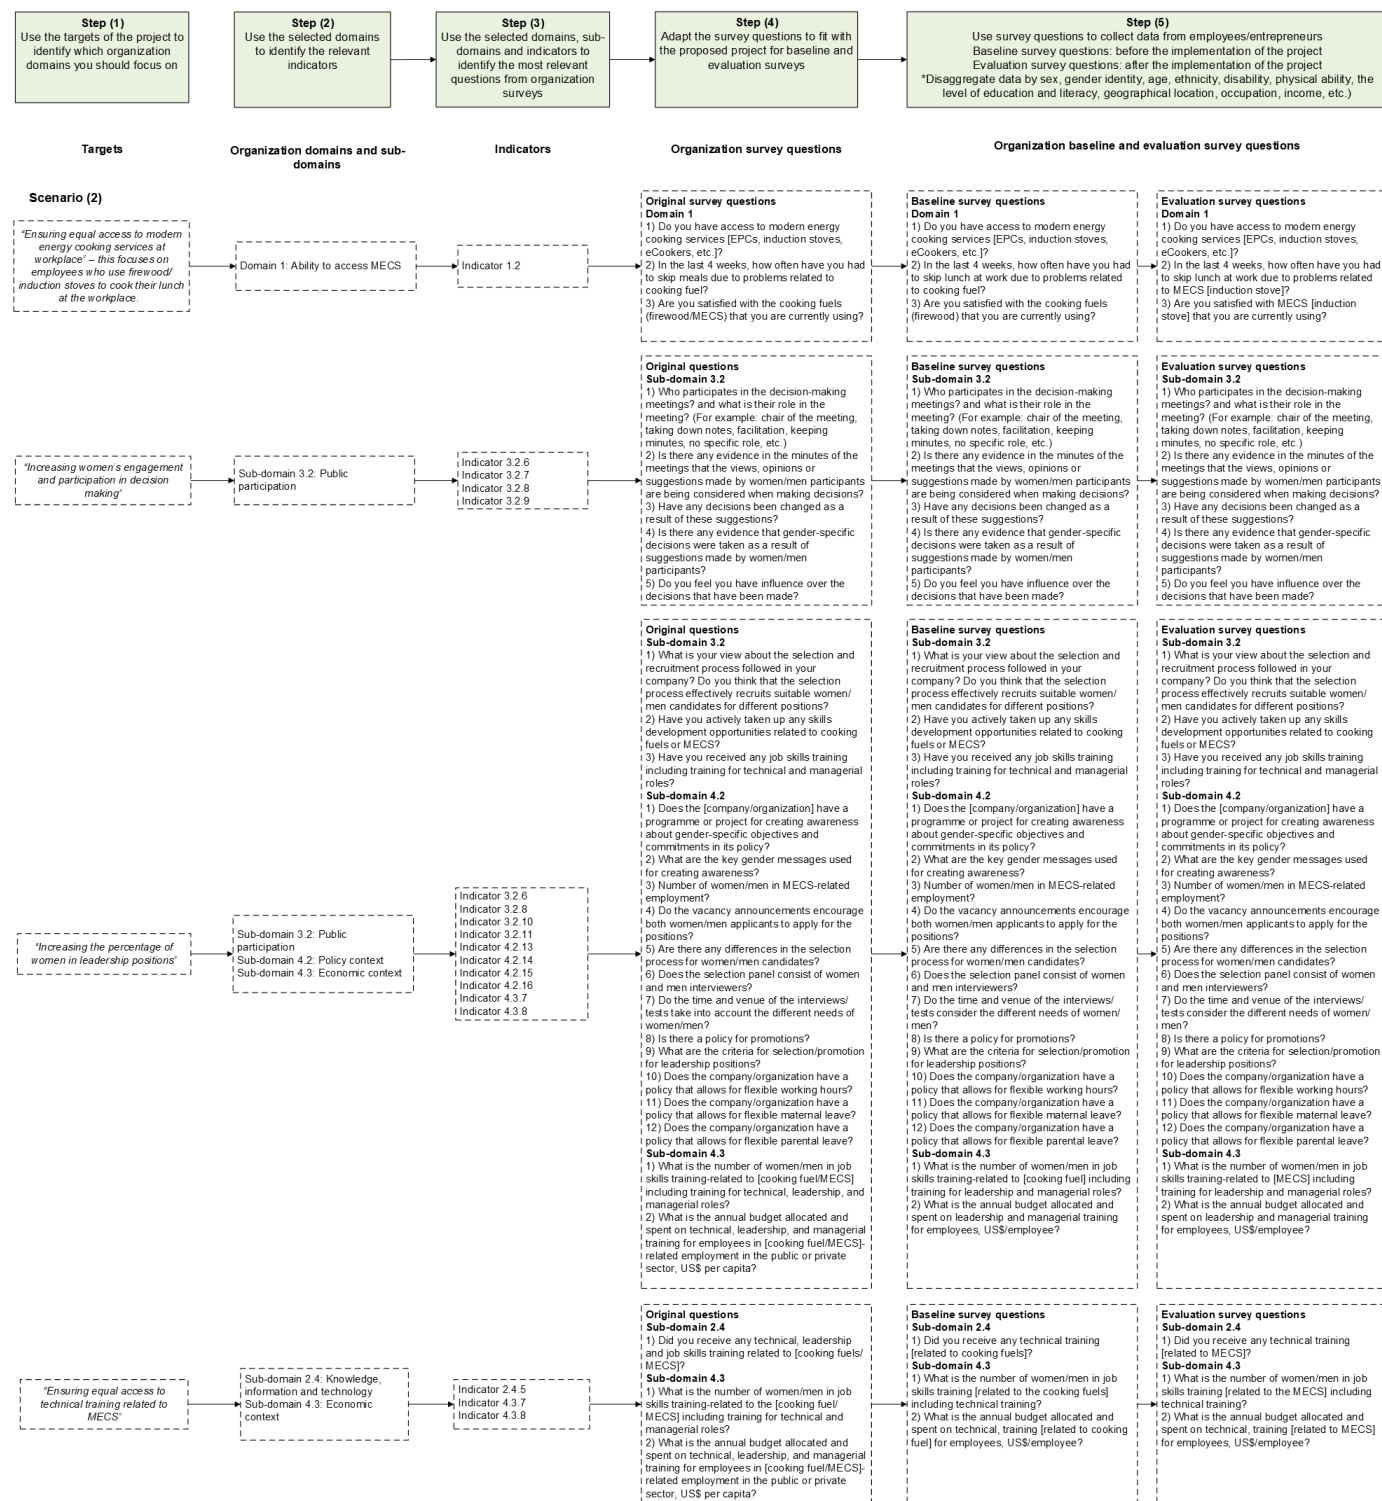 Step (1)
Use the targets of the project to
identify which organization
domains you should focus on
Step (2)
Use the selected domains
to identify the relevant
indicators
Step (3)
Use the selected domains, sub-
domains and indicators to
identify the most relevant
questions from organization
surveys
Step (4)
Adapt the survey questions to fit with
the proposed project for baseline and
evaluation surveys
Step (5)
Use survey questions to collect data from employees/entrepreneurs
Baseline survey questions: before the implementation of the project
Evaluation survey questions: after the implementation of the project
*Disaggregate data by sex, gender identity, age, ethnicity, disability, physical ability, the
level of education and literacy, geographical location, occupation, income, etc.)
Targets
Organization domains and sub-
domains
Indicators
Organization survey questions
Organization baseline and evaluation survey questions
Scenario (2)
"Ensuring equal access to modern
energy cooking services at
workplace" – this focuses on
employees who use firewood/
induction stoves to cook their lunch
at the workplace.
Domain 1: Ability to access MECS
Indicator 1.2
Original survey questions
Domain 1
1) Do you have access to modern energy
cooking services [EPCs, induction stoves,
eCookers, etc.]?
2) In the last 4 weeks, how often have you had
to skip meals due to problems related to
cooking fuel?
3) Are you satisfied with the cooking fuels
(firewood/MECS) that you are currently using?
Baseline survey questions
Domain 1
1) Do you have access to modern energy
cooking services [EPCs, induction stoves,
eCookers, etc.]?
2) In the last 4 weeks, how often have you had
to skip lunch at work due to problems related
to cooking fuel?
3) Are you satisfied with the cooking fuels
(firewood) that you are currently using?
Evaluation survey questions
Domain 1
1) Do you have access to modern energy
cooking services [EPCs, induction stoves,
eCookers, etc.]?
2) In the last 4 weeks, how often have you had
to skip lunch at work due to problems related
to MECS [induction stove]?
3) Are you satisfied with MECS [induction
stove] that you are currently using?
"Increasing women's engagement
and participation in decision
making"
Sub-domain 3.2: Public
participation
Indicator 3.2.6
Indicator 3.2.7
Indicator 3.2.8
Indicator 3.2.9
Original questions
Sub-domain 3.2
1) Who participates in the decision-making
meetings? and what is their role in the
meeting? (For example: chair of the meeting,
taking down notes, facilitation, keeping
minutes, no specific role, etc.)
2) Is there any evidence in the minutes of the
meetings that the views, opinions or
suggestions made by women/men participants
are being considered when making decisions?
3) Have any decisions been changed as a
result of these suggestions?
4) Is there any evidence that gender-specific
decisions were taken as a result of
suggestions made by women/men
participants?
5) Do you feel you have influence over the
decisions that have been made?
Baseline survey questions
Sub-domain 3.2
1) Who participates in the decision-making
meetings? and what is their role in the
meeting? (For example: chair of the meeting,
taking down notes, facilitation, keeping
minutes, no specific role, etc.)
2) Is there any evidence in the minutes of the
meetings that the views, opinions or
suggestions made by women/men participants
are being considered when making decisions?
3) Have any decisions been changed as a
result of these suggestions?
4) Is there any evidence that gender-specific
decisions were taken as a result of
suggestions made by women/men
participants?
5) Do you feel you have influence over the
decisions that have been made?
Evaluation survey questions
Sub-domain 3.2
1) Who participates in the decision-making
meetings? and what is their role in the
meeting? (For example: chair of the meeting,
taking down notes, facilitation, keeping
minutes, no specific role, etc.)
2) Is there any evidence in the minutes of the
meetings that the views, opinions or
suggestions made by women/men participants
are being considered when making decisions?
3) Have any decisions been changed as a
result of these suggestions?
4) Is there any evidence that gender-specific
decisions were taken as a result of
suggestions made by women/men
participants?
5) Do you feel you have influence over the
decisions that have been made?
"Increasing the percentage of
women in leadership positions"
Sub-domain 3.2: Public
participation
Sub-domain 4.2: Policy context
Sub-domain 4.3: Economic context
Indicator 3.2.6
Indicator 3.2.8
Indicator 3.2.10
Indicator 3.2.11
Indicator 4.2.13
Indicator 4.2.14
Indicator 4.2.15
Indicator 4.2.16
Indicator 4.3.7
Indicator 4.3.8
Original questions
Sub-domain 3.2
1) What is your view about the selection and
recruitment process followed in your
company? Do you think that the selection
process effectively recruits suitable women/
men candidates for different positions?
2) Have you actively taken up any skills
development opportunities related to cooking
fuels or MECS?
3) Have you received any job skills training
including training for technical and managerial
roles?
Sub-domain 4.2
1) Does the [company/organization] have a
programme or project for creating awareness
about gender-specific objectives and
commitments in its policy?
2) What are the key gender messages used
for creating awareness?
3) Number of women/men in MECS-related
employment?
4) Do the vacancy announcements encourage
both women/men applicants to apply for the
positions?
5) Are there any differences in the selection
process for women/men candidates?
6) Does the selection panel consist of women
and men interviewers?
7) Do the time and venue of the interviews/
tests take into account the different needs of
women/men?
8) Is there a policy for promotions?
9) What are the criteria for selection/promotion
for leadership positions?
10) Does the company/organization have a
policy that allows for flexible working hours?
11) Does the company/organization have a
policy that allows for flexible maternal leave?
12) Does the company/organization have a
policy that allows for flexible parental leave?
Sub-domain 4.3
1) What is the number of women/men in job
skills training-related to [cooking fuel/MECS]
including training for technical, leadership, and
managerial roles?
2) What is the annual budget allocated and
spent on technical, leadership, and managerial
training for employees in [cooking fuel/MECS]-
related employment in the public or private
sector, US$ per capita?
Baseline survey questions
Sub-domain 3.2
1) What is your view about the selection and
recruitment process followed in your
company? Do you think that the selection
process effectively recruits suitable women/
men candidates for different positions?
2) Have you actively taken up any skills
development opportunities related to cooking
fuels or MECS?
3) Have you received any job skills training
including training for technical and managerial
roles?
Sub-domain 4.2
1) Does the [company/organization] have a
programme or project for creating awareness
about gender-specific objectives and
commitments in its policy?
2) What are the key gender messages used
for creating awareness?
3) Number of women/men in MECS-related
employment?
4) Do the vacancy announcements encourage
both women/men applicants to apply for the
positions?
5) Are there any differences in the selection
process for women/men candidates?
6) Does the selection panel consist of women
and men interviewers?
7) Do the time and venue of the interviews/
tests consider the different needs of women/
men?
8) Is there a policy for promotions?
9) What are the criteria for selection/promotion
for leadership positions?
10) Does the company/organization have a
policy that allows for flexible working hours?
11) Does the company/organization have a
policy that allows for flexible maternal leave?
12) Does the company/organization have a
policy that allows for flexible parental leave?
Sub-domain 4.3
1) What is the number of women/men in job
skills training-related to [cooking fuel] including
training for leadership and managerial roles?
2) What is the annual budget allocated and
spent on leadership and managerial training
for employees, US$/employee?
Evaluation survey questions
Sub-domain 3.2
1) What is your view about the selection and
recruitment process followed in your
company? Do you think that the selection
process effectively recruits suitable women/
men candidates for different positions?
2) Have you actively taken up any skills
development opportunities related to cooking
fuels or MECS?
3) Have you received any job skills training
including training for technical and managerial
roles?
Sub-domain 4.2
1) Does the [company/organization] have a
programme or project for creating awareness
about gender-specific objectives and
commitments in its policy?
2) What are the key gender messages used
for creating awareness?
3) Number of women/men in MECS-related
employment?
4) Do the vacancy announcements encourage
both women/men applicants to apply for the
positions?
5) Are there any differences in the selection
process for women/men candidates?
6) Does the selection panel consist of women
and men interviewers?
7) Do the time and venue of the interviews/
tests consider the different needs of women/
men?
8) Is there a policy for promotions?
9) What are the criteria for selection/promotion
for leadership positions?
10) Does the company/organization have a
policy that allows for flexible working hours?
11) Does the company/organization have a
policy that allows for flexible maternal leave?
12) Does the company/organization have a
policy that allows for flexible parental leave?
Sub-domain 4.3
1) What is the number of women/men in job
skills training-related to [MECS] including
training for leadership and managerial roles?
2) What is the annual budget allocated and
spent on leadership and managerial training
for employees, US$/employee?
"Ensuring equal access to
technical training related to
MECS"
Sub-domain 2.4: Knowledge,
information and technology
Sub-domain 4.3: Economic
context
Indicator 2.4.5
Indicator 4.3.7
Indicator 4.3.8
Original questions
Sub-domain 2.4
1) Did you receive any technical, leadership
and job skills training related to [cooking fuels/
MECS]?
Sub-domain 4.3
1) What is the number of women/men in job
skills training-related to the [cooking fuel/
MECS] including training for technical and
managerial roles?
2) What is the annual budget allocated and
spent on technical, leadership, and managerial
training for employees in [cooking fuel/MECS]-
related employment in the public or private
sector, US$ per capita?
Baseline survey questions
Sub-domain 2.4
1) Did you receive any technical training
[related to cooking fuels]?
Sub-domain 4.3
1) What is the number of women/men in job
skills training [related to the cooking fuels]
including technical training?
2) What is the annual budget allocated and
spent on technical, training [related to cooking
fuel] for employees, US$/employee?
Evaluation survey questions
Sub-domain 2.4
1) Did you receive any technical training
[related to MECS]?
Sub-domain 4.3
1) What is the number of women/men in job
skills training [related to the MECS] including
technical training?
2) What is the annual budget allocated and
spent on technical, training [related to MECS]
for employees, US$/employee?